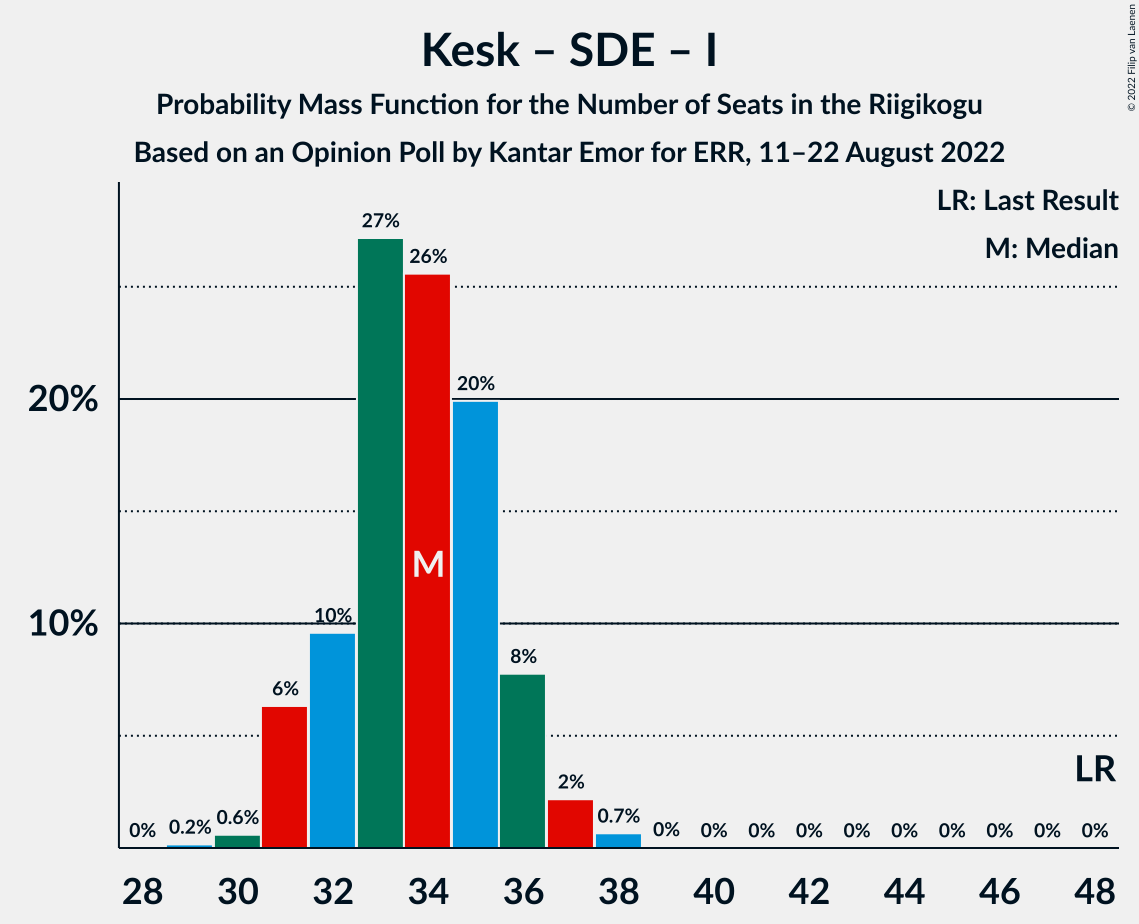 Kesk – SDE – I
Probability Mass Function for the Number of Seats in the Riigikogu
Based on an Opinion Poll by Kantar Emor for ERR, 11–22 August 2022
© 2022 Filip van Laenen
LR: Last Result
M: Median
27%
26%
20%
20%
M
10%
10%
8%
6%
LR
2%
0% 0.2% 0.6% 0.7% 0% 0% 0% 0% 0% 0% 0% 0% 0% 0%
28 30 32 34 36 38 40 42 44 46 48